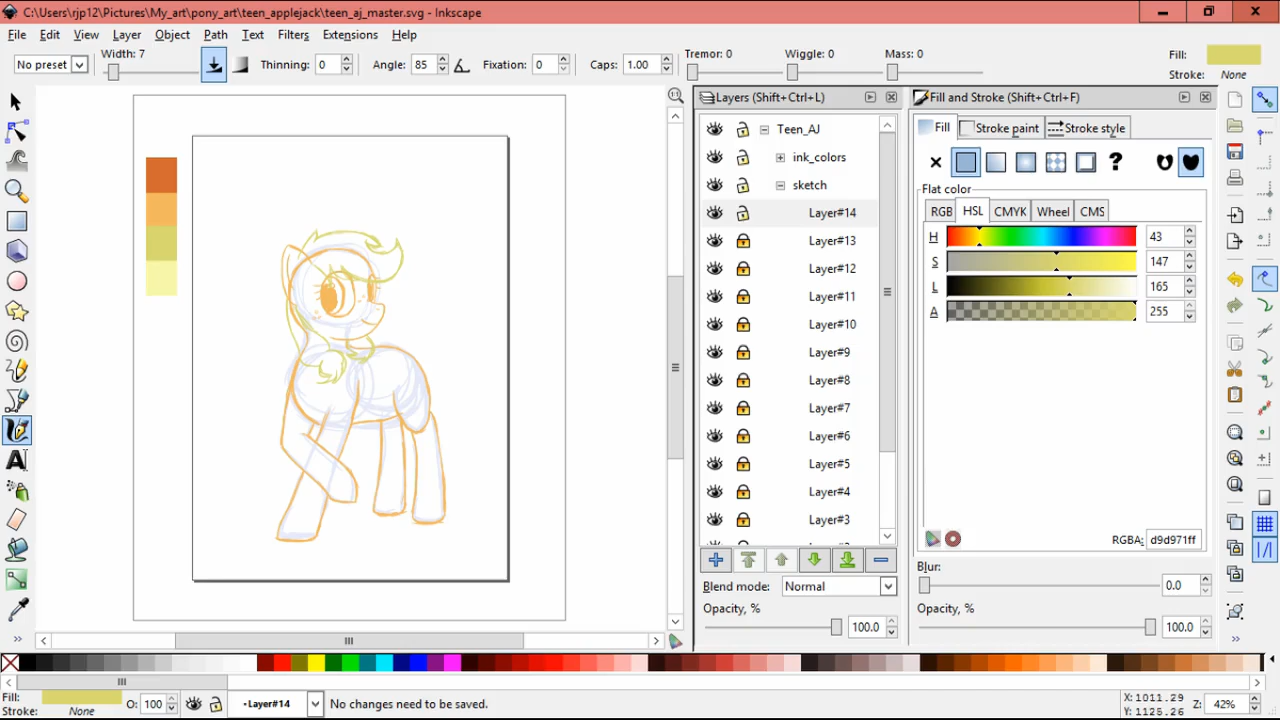 C:\Users\rjp12\Pictures\My_art\pony_art\teen_applejack\teen_aj_master.svg - Inkscape
File Edit View Layer Object Path Text Filters Extensions Help
No preset Width: 7 Thinning: 0 Angle: 85 Fixation: 0 Caps: 1.00 Tremor: 0 Wiggle: 0 Mass: 0 Fill:
Stroke: None
Layers (Shift+Ctrl+L)
Teen_AJ
ink_colors
sketch
Layer#14
Layer#13
Layer#12
Layer#11
Layer#10
Layer#9
Layer#8
Layer#7
Layer#6
Layer#5
Layer#4
Layer#3
Blend mode: Normal
Opacity, % 100.0
Fill and Stroke (Shift+Ctrl+F)
Fill Stroke paint Stroke style
?
Flat color
RGB HSL CMYK Wheel CMS
H 43
S 147
L 165
A 255
RGBA: d9d971ff
Blur:
0.0
Opacity, %
100.0
Fill:
Stroke: None
O: 100
•Layer#14
No changes need to be saved.
X: 1011.29
Y: 1125.26
Z: 42%